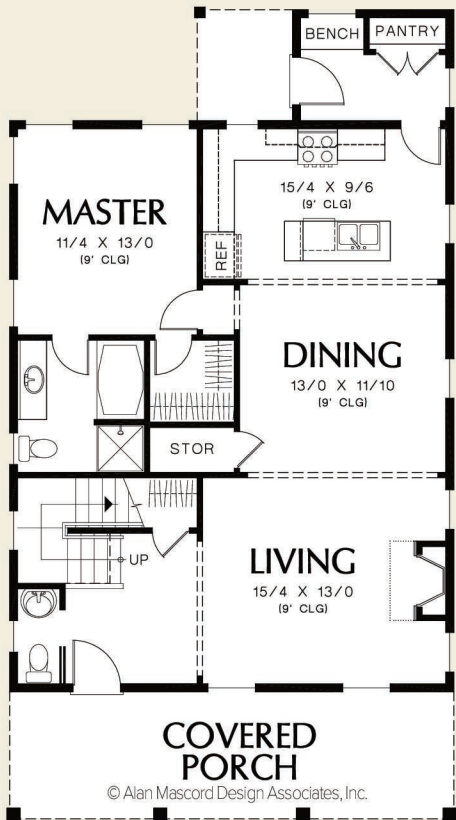 BENCH
PANTRY
15/4 X 9/6
(9' CLG)
MASTER
11/4 X 13/0
(9' CLG)
REF
DINING
13/0 X 11/10
(9' CLG)
STOR
UP
LIVING
15/4 X 13/0
(9' CLG)
COVERED
PORCH
© Alan Mascord Design Associates, Inc.